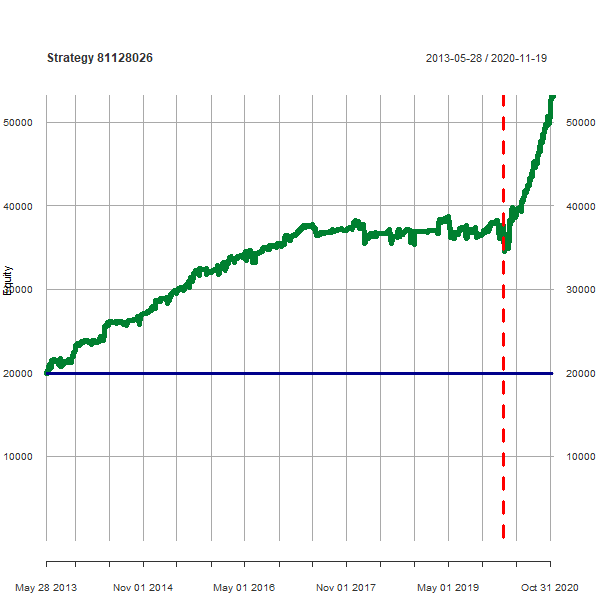 Strategy 81128026
2013-05-28 / 2020-11-19
50000
50000
40000
40000
Equity
30000
30000
20000
20000
10000
10000
May 28 2013
Nov 01 2014
May 01 2016
Nov 01 2017
May 01 2019
Oct 31 2020